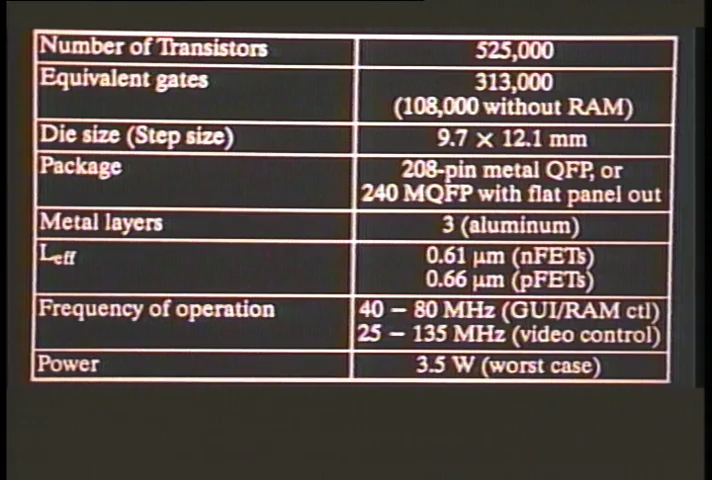 Number of Transistors 525,000
Equivalent gates 313,000
(108,000 without RAM)
Die size (Step size) 9.7 × 12.1 mm
Package 208-pin metal QFP, or
240 MQFP with flat panel out
Metal layers 3 (aluminum)
Leff 0.61 μm (nFETs)
0.66 μm (pFETs)
Frequency of operation 40 – 80 MHz (GUI/RAM ctl)
25 – 135 MHz (video control)
Power 3.5 W (worst case)